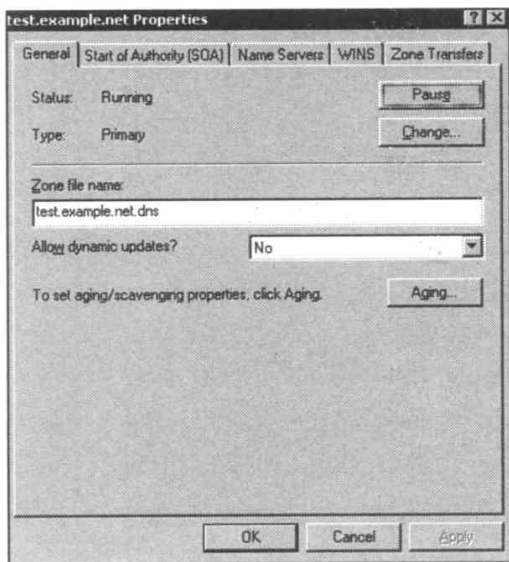 test.example.net Properties
General Start of Authority (SOA) Name Servers WINS Zone Transfers
Status: Running Pause
Type: Primary Change...
Zone file name:
test.example.net.dns
Allow dynamic updates? No
To set aging/scavenging properties, click Aging. Aging...
OK Cancel Apply